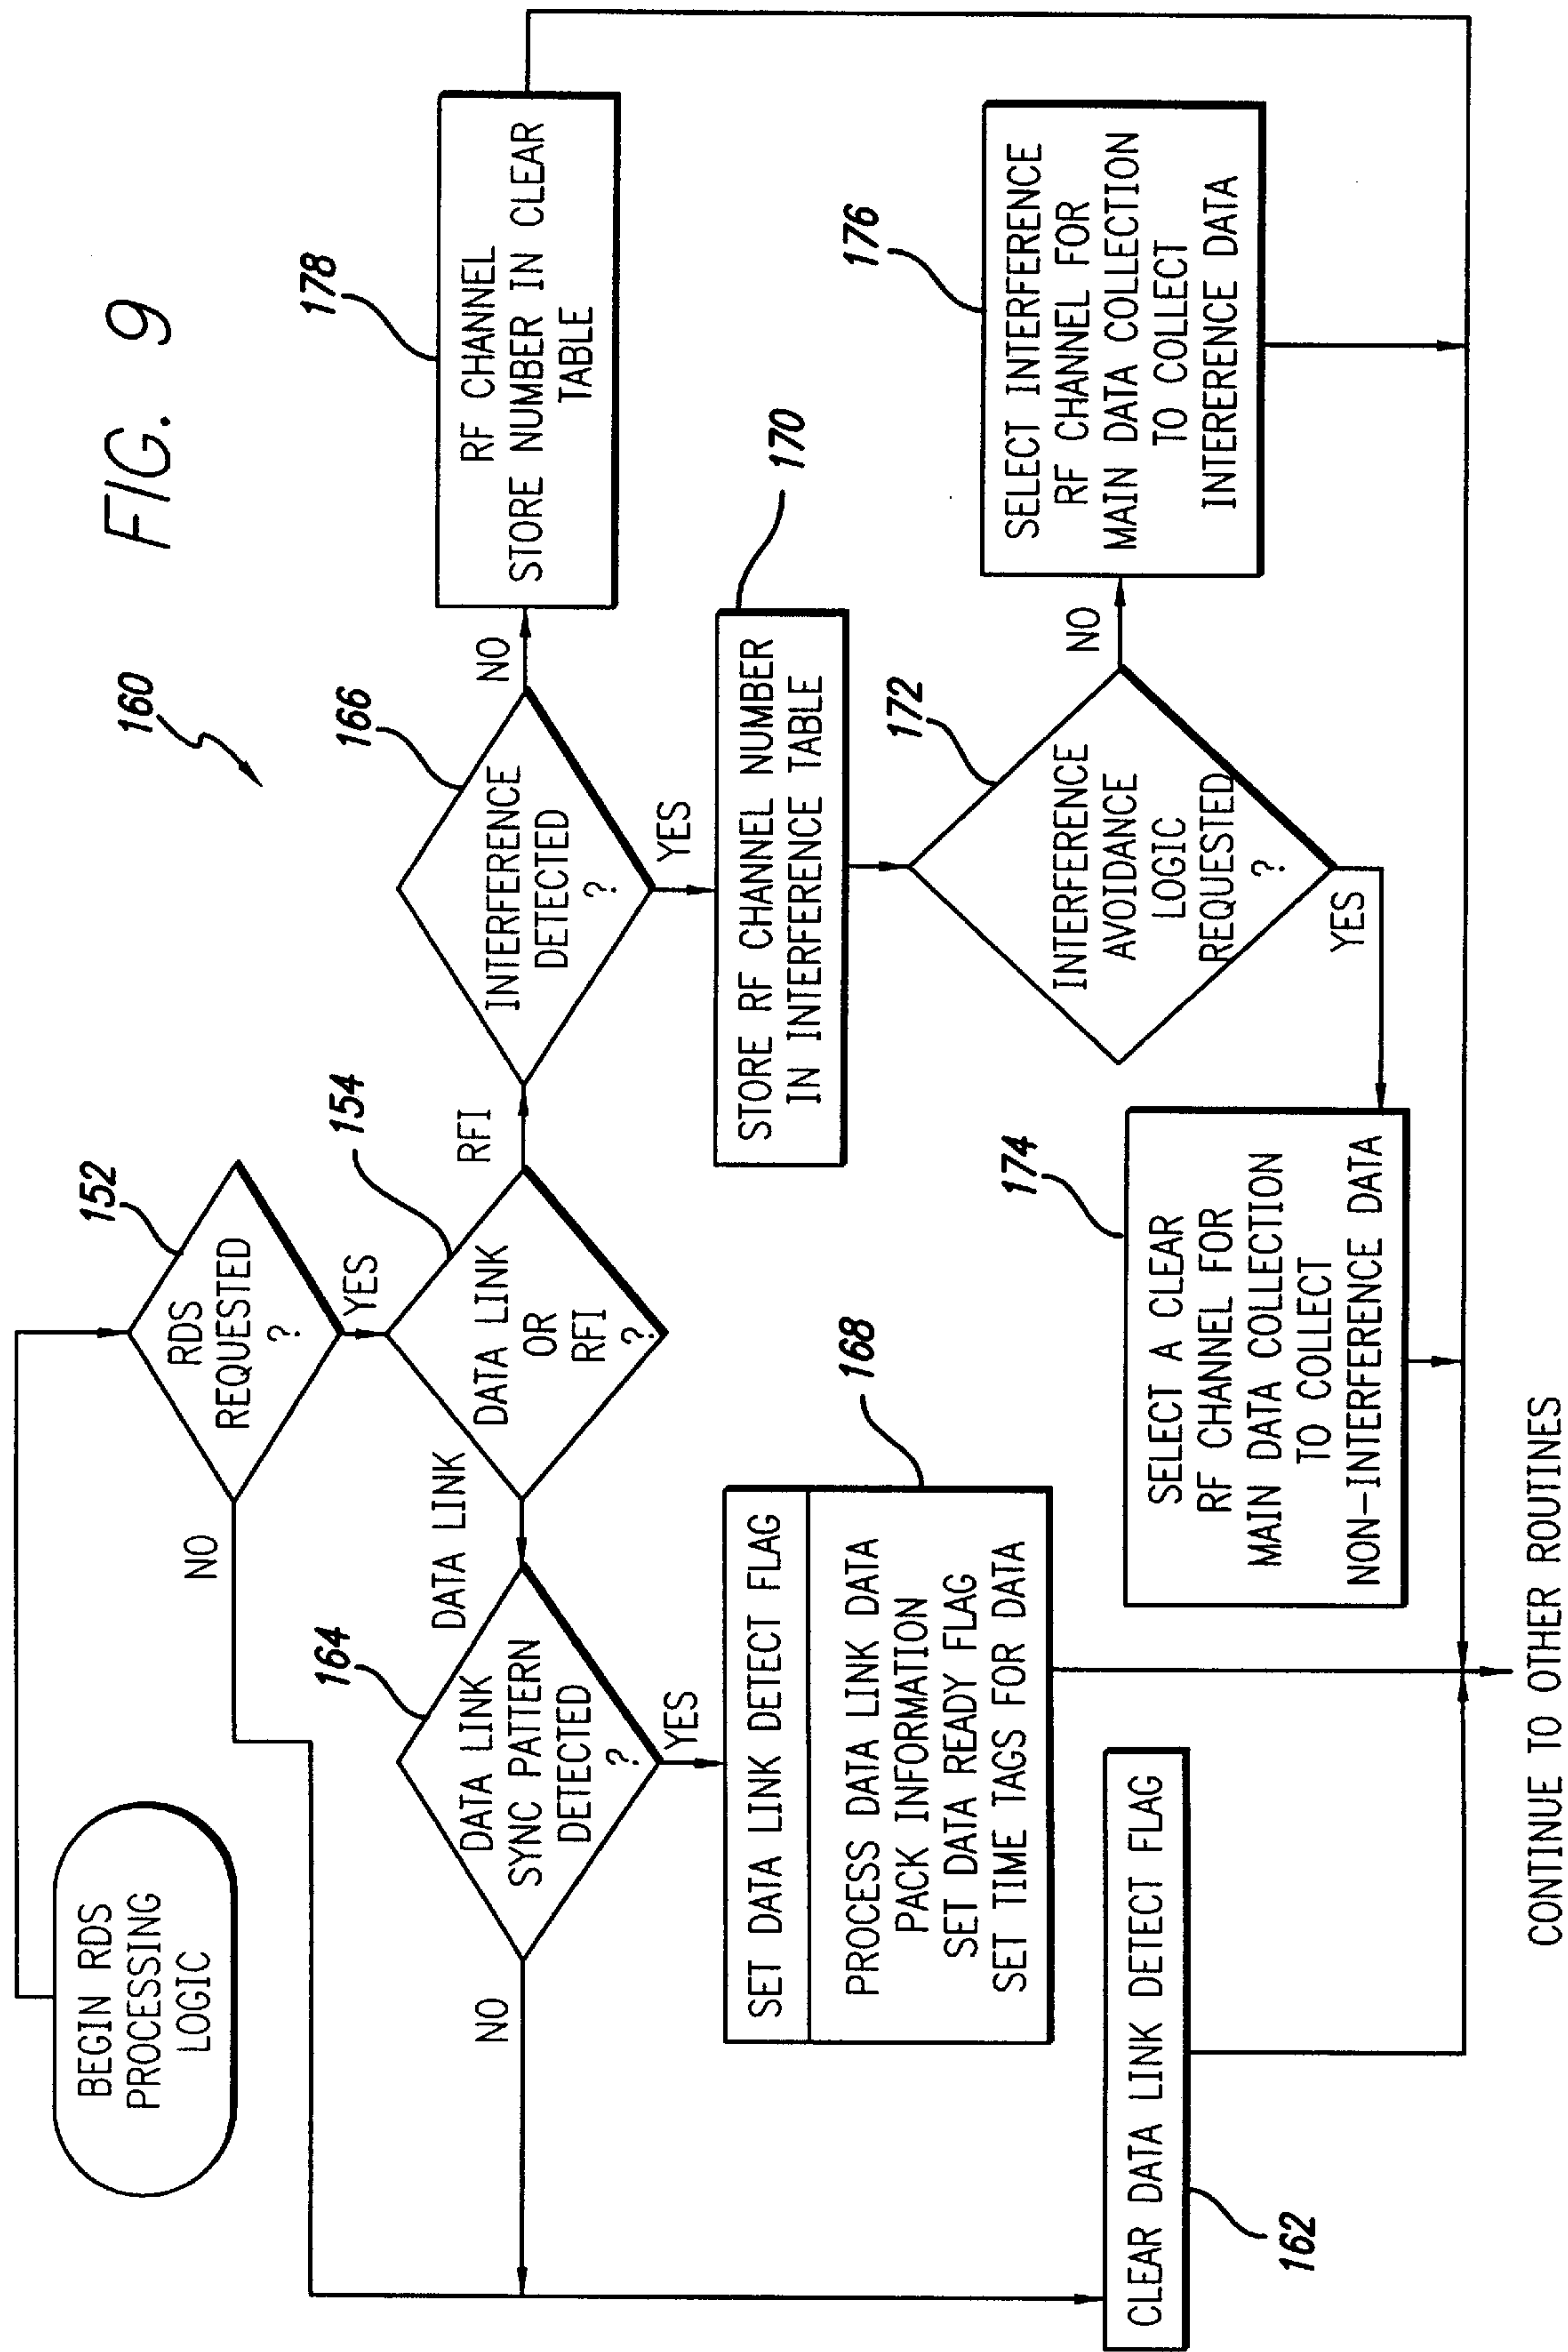 FIG. 9
160
BEGIN RDS
PROCESSING
LOGIC
152
RDS
REQUESTED
?
NO
YES
154
DATA LINK
OR
RFI
?
DATA LINK
RFI
164
DATA LINK
SYNC PATTERN
DETECTED
?
NO
YES
166
INTERFERENCE
DETECTED
?
NO
YES
178
RF CHANNEL
STORE NUMBER IN CLEAR
TABLE
168
SET DATA LINK DETECT FLAG
PROCESS DATA LINK DATA
PACK INFORMATION
SET DATA READY FLAG
SET TIME TAGS FOR DATA
170
STORE RF CHANNEL NUMBER
IN INTERFERENCE TABLE
172
INTERFERENCE
AVOIDANCE
LOGIC
REQUESTED
?
NO
YES
176
SELECT INTERFERENCE
RF CHANNEL FOR
MAIN DATA COLLECTION
TO COLLECT
INTERERENCE DATA
174
SELECT A CLEAR
RF CHANNEL FOR
MAIN DATA COLLECTION
TO COLLECT
NON-INTERFERENCE DATA
CLEAR DATA LINK DETECT FLAG
162
CONTINUE TO OTHER ROUTINES